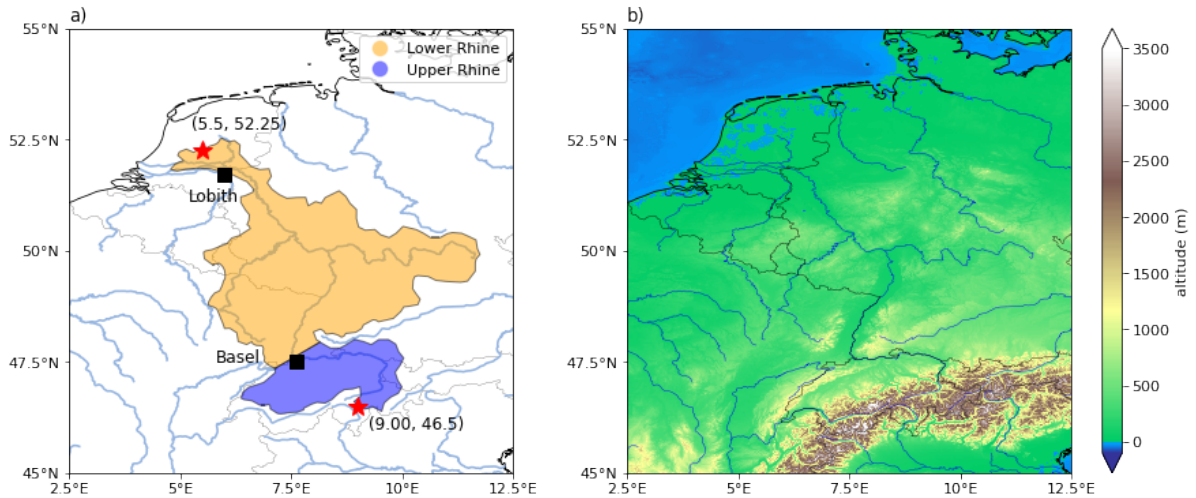 a)
55°N
52.5°N
50°N
47.5°N
45°N
2.5°E
5°E
7.5°E
10°E
12.5°E
Lower Rhine
Upper Rhine
(5.5, 52.25)
Lobith
Basel
(9.00, 46.5)
b)
55°N
52.5°N
50°N
47.5°N
45°N
2.5°E
5°E
7.5°E
10°E
12.5°E
3500
3000
2500
2000
1500
1000
500
0
altitude (m)